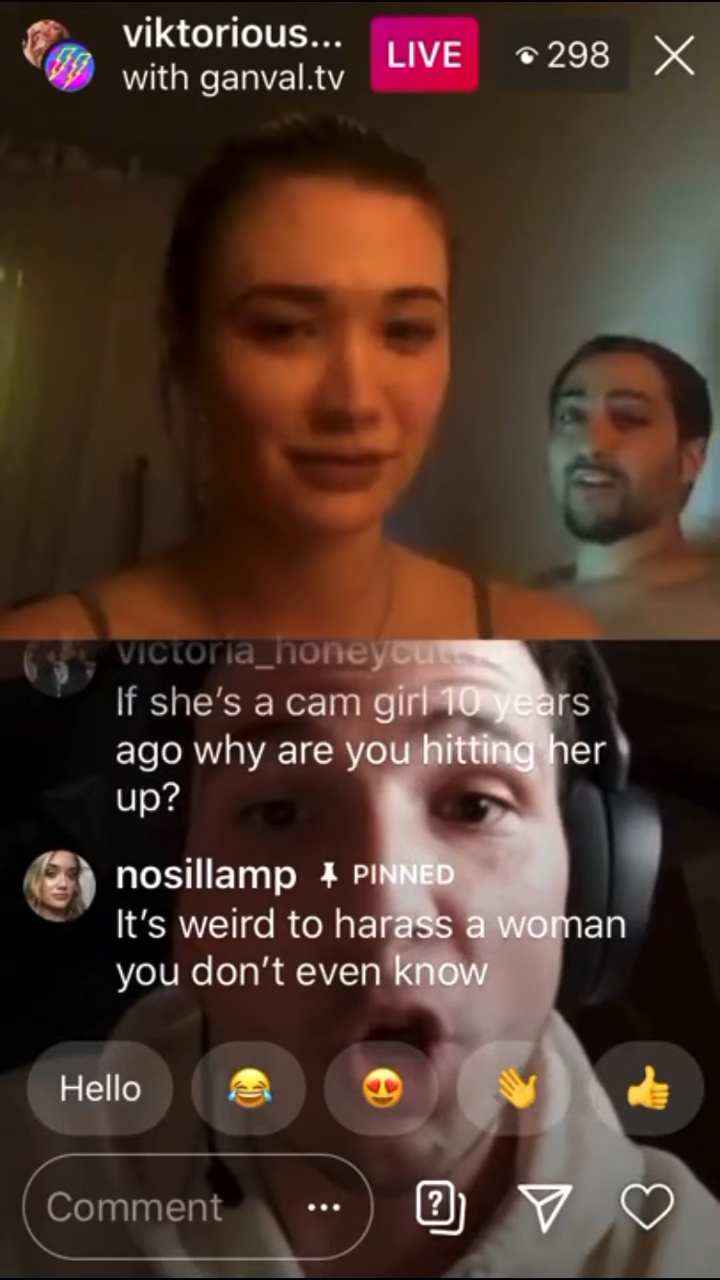 viktorious...
LIVE
298
with ganval.tv
victoria_honeycutt
If she's a cam girl 10 years
ago why are you hitting her
up?
nosillamp PINNED
It's weird to harass a woman
you don't even know
Hello
Comment ...